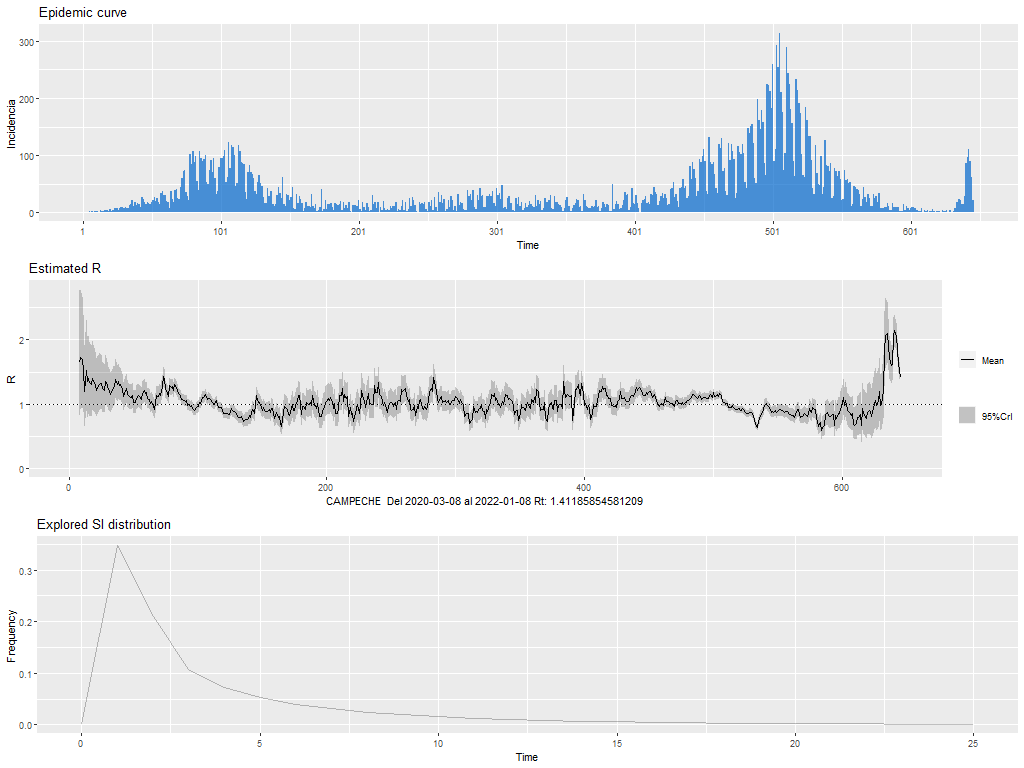 Epidemic curve
300
200
100
0
Incidencia
1
101
201
301
401
501
601
Time
Estimated R
2
1
0
R
0
200
400
600
CAMPECHE Del 2020-03-08 al 2022-01-08 Rt: 1.41185854581209
Mean
95%CrI
Explored SI distribution
0.3
0.2
0.1
0.0
Frequency
0
5
10
15
20
25
Time